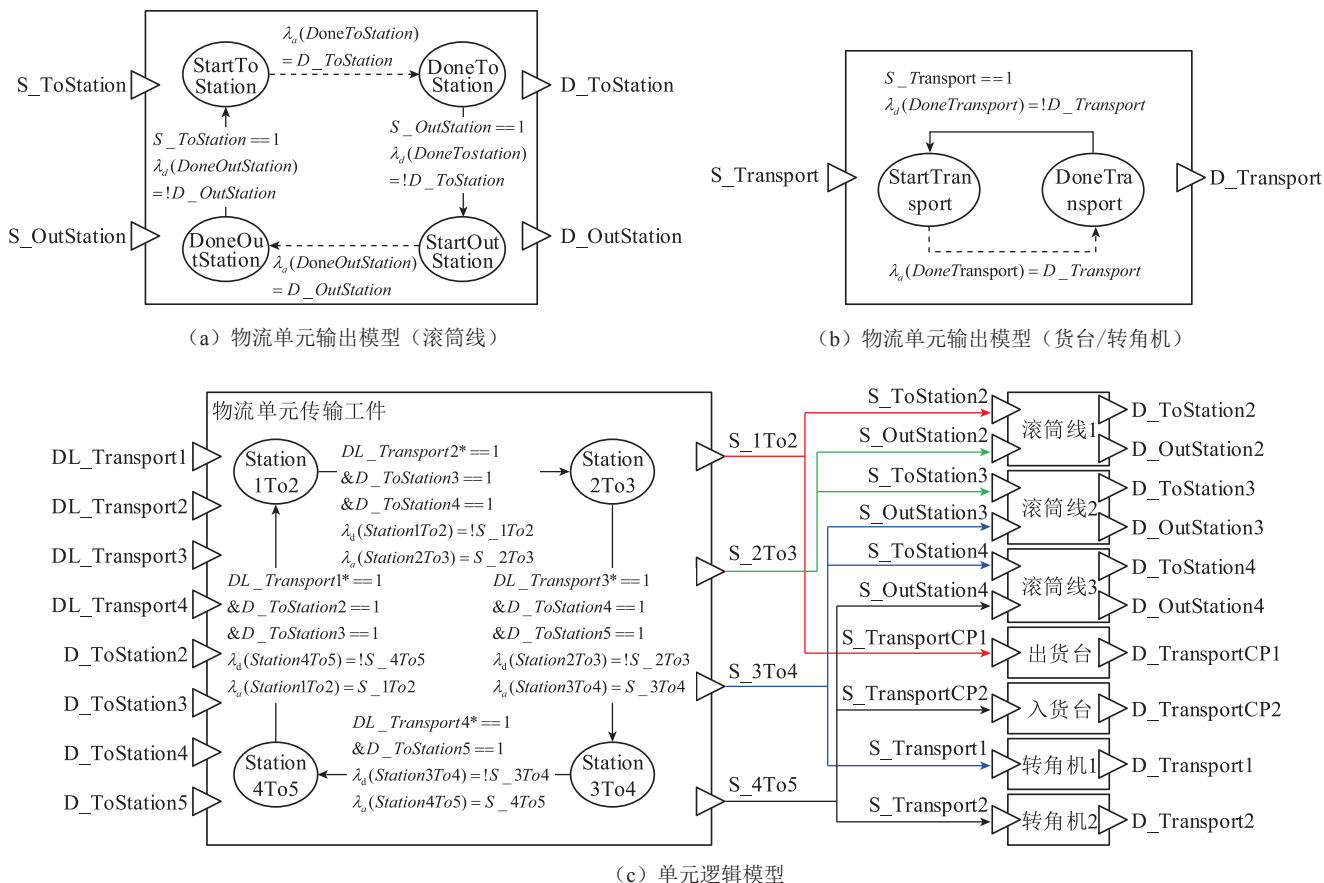 λa(DoneToStation)
=D_ToStation
StartTo
Station
DoneTo
Station
S_ToStation
D_ToStation
S_ToStation==1
λd(DoneOutStation)
=!D_OutStation
S_OutStation==1
λd(DoneTostation)
=!D_ToStation
S_OutStation
D_OutStation
DoneOu
tStation
StartOut
Station
λa(DoneOutStation)
=D_OutStation
(a) 物流单元输出模型（滚筒线）
S_Transport==1
λd(DoneTransport)=!D_Transport
S_Transport
StartTran
sport
DoneTra
nsport
D_Transport
λa(DoneTransport)=D_Transport
(b) 物流单元输出模型（货台/转角机）
物流单元传输工件
DL_Transport1
DL_Transport2
DL_Transport3
DL_Transport4
D_ToStation2
D_ToStation3
D_ToStation4
D_ToStation5
Station
1To2
DL_Transport2*==1
&D_ToStation3==1
&D_ToStation4==1
λd(Station1To2)=!S_1To2
λa(Station2To3)=S_2To3
Station
2To3
DL_Transport1*==1
&D_ToStation2==1
&D_ToStation3==1
λd(Station4To5)=!S_4To5
λa(Station1To2)=S_1To2
DL_Transport3*==1
&D_ToStation4==1
&D_ToStation5==1
λd(Station2To3)=!S_2To3
λa(Station3To4)=S_3To4
Station
4To5
DL_Transport4*==1
&D_ToStation5==1
λd(Station3To4)=!S_3To4
λa(Station4To5)=S_4To5
Station
3To4
S_1To2
S_2To3
S_3To4
S_4To5
S_ToStation2
S_OutStation2
S_ToStation3
S_OutStation3
S_ToStation4
S_OutStation4
S_TransportCP1
S_TransportCP2
S_Transport1
S_Transport2
滚筒线1
滚筒线2
滚筒线3
出货台
入货台
转角机1
转角机2
D_ToStation2
D_OutStation2
D_ToStation3
D_OutStation3
D_ToStation4
D_OutStation4
D_TransportCP1
D_TransportCP2
D_Transport1
D_Transport2
(c) 单元逻辑模型